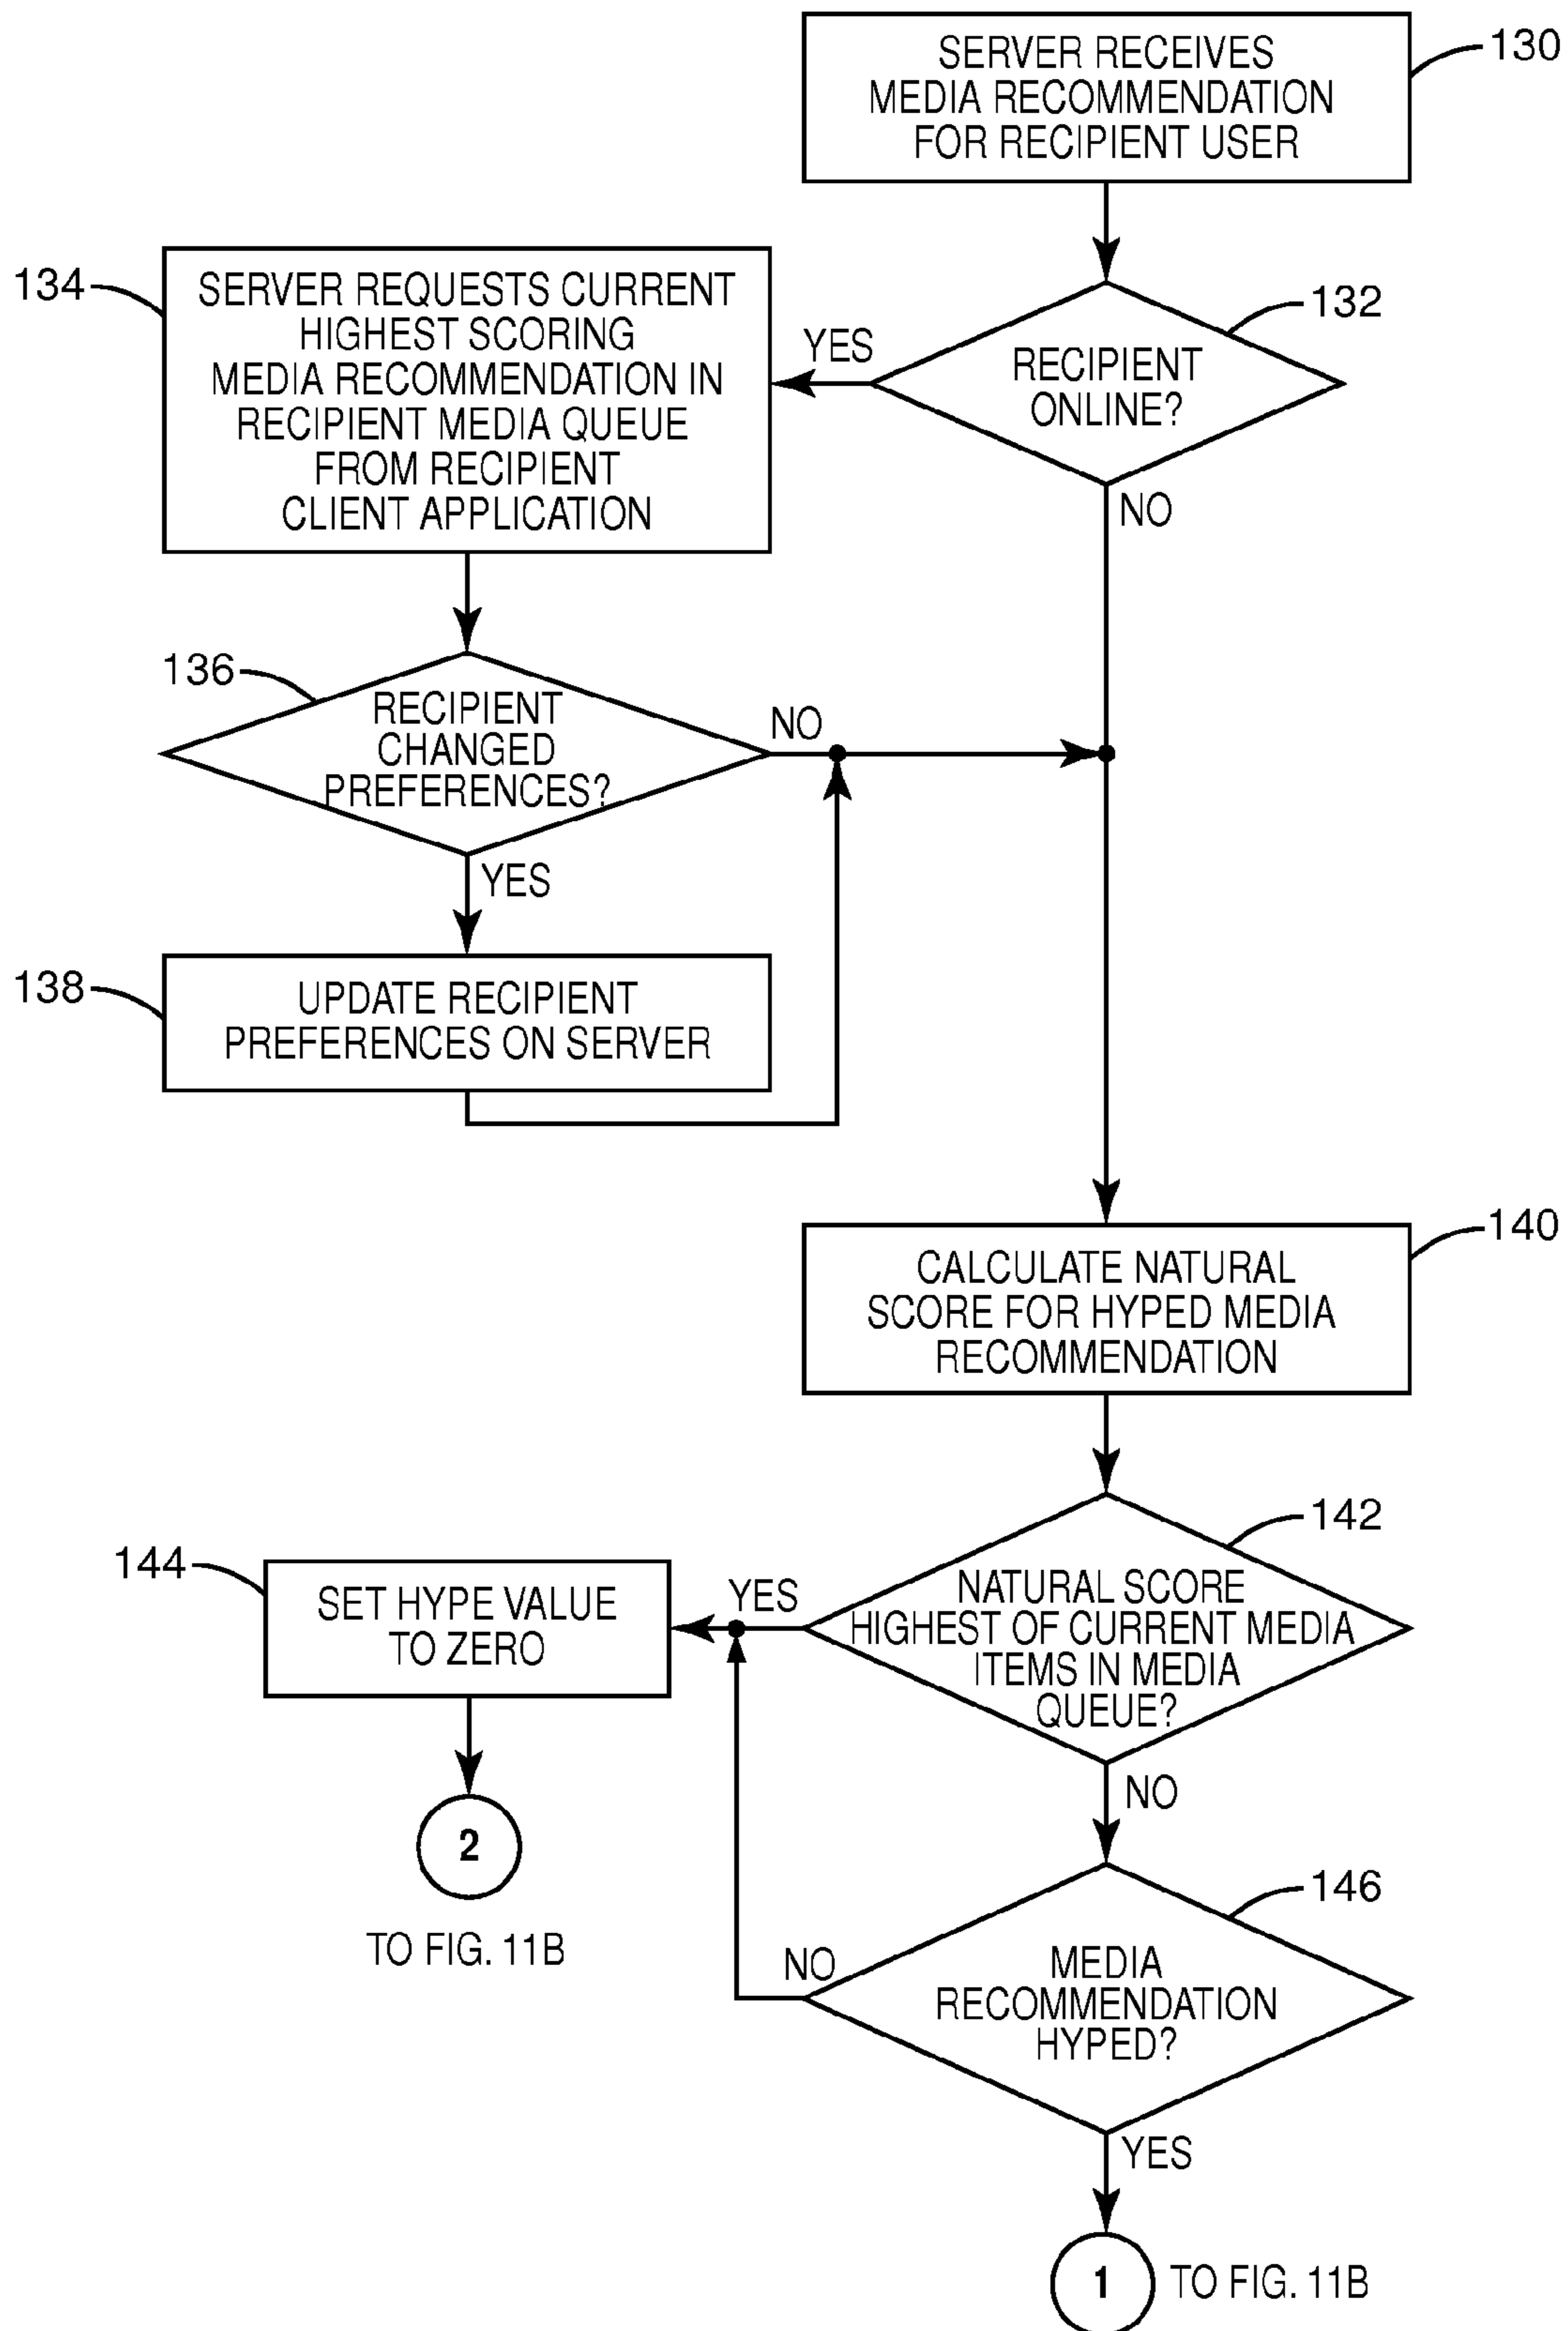 SERVER RECEIVES
MEDIA RECOMMENDATION
FOR RECIPIENT USER
130
RECIPIENT
ONLINE?
132
YES
NO
134
SERVER REQUESTS CURRENT
HIGHEST SCORING
MEDIA RECOMMENDATION IN
RECIPIENT MEDIA QUEUE
FROM RECIPIENT
CLIENT APPLICATION
136
RECIPIENT
CHANGED
PREFERENCES?
NO
YES
138
UPDATE RECIPIENT
PREFERENCES ON SERVER
140
CALCULATE NATURAL
SCORE FOR HYPED MEDIA
RECOMMENDATION
142
NATURAL SCORE
HIGHEST OF CURRENT MEDIA
ITEMS IN MEDIA
QUEUE?
YES
NO
144
SET HYPE VALUE
TO ZERO
2
TO FIG. 11B
146
MEDIA
RECOMMENDATION
HYPED?
NO
YES
1
TO FIG. 11B